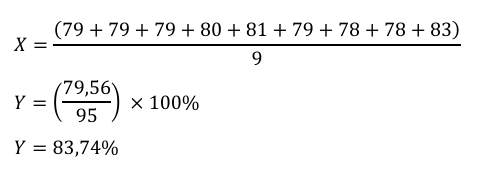 X = (79 + 79 + 79 + 80 + 81 + 79 + 78 + 78 + 83) / 9
Y = (79,56 / 95) × 100%
Y = 83,74%